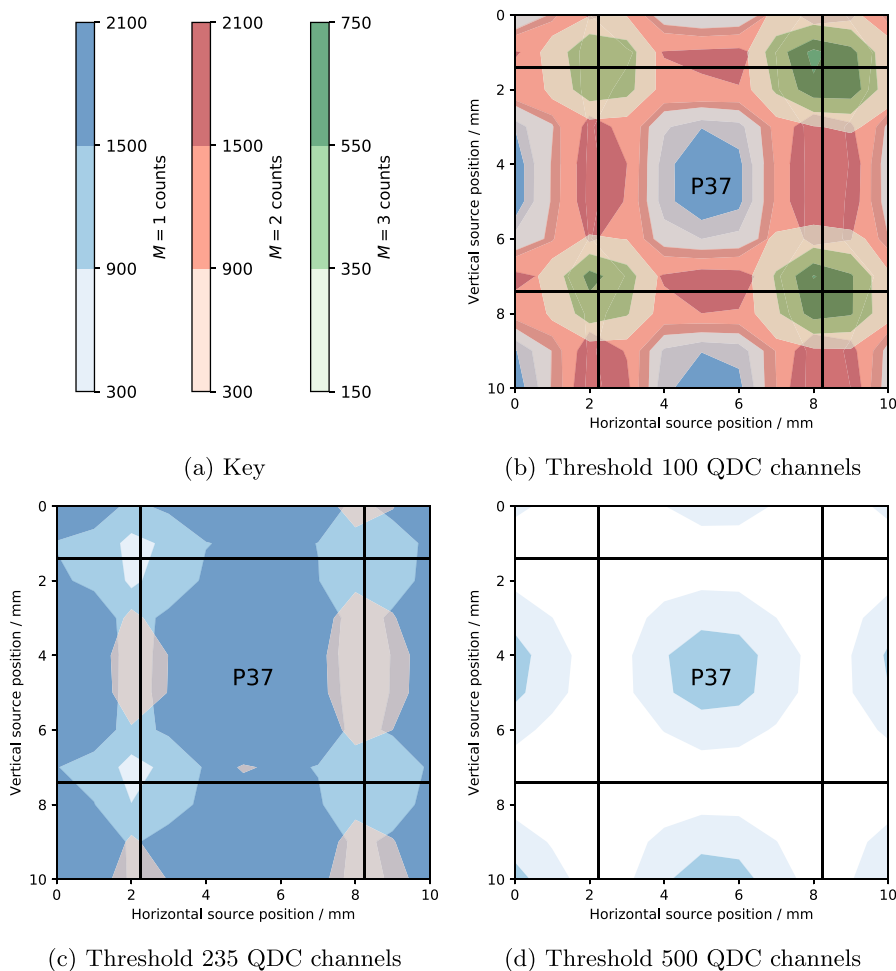 2100
1500
900
300
M = 1 counts
2100
1500
900
300
M = 2 counts
750
550
350
150
M = 3 counts
(a) Key
0
2
4
6
8
10
Vertical source position / mm
P37
0 2 4 6 8 10
Horizontal source position / mm
(b) Threshold 100 QDC channels
0
2
4
6
8
10
Vertical source position / mm
P37
0 2 4 6 8 10
Horizontal source position / mm
(c) Threshold 235 QDC channels
0
2
4
6
8
10
Vertical source position / mm
P37
0 2 4 6 8 10
Horizontal source position / mm
(d) Threshold 500 QDC channels